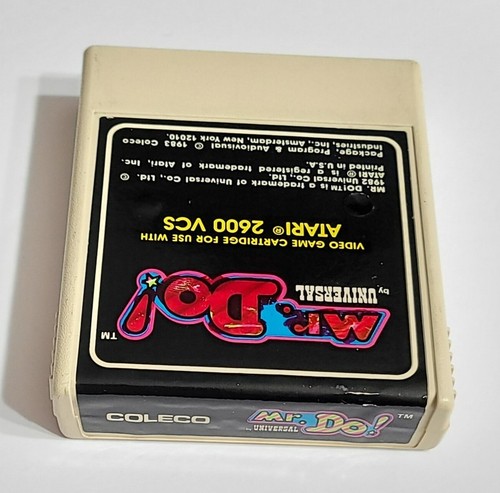 Mr. Do! ™
by UNIVERSAL
VIDEO GAME CARTRIDGE FOR USE WITH
ATARI® 2600 VCS
MR. DO!™ is a trademark of Universal Co., Ltd.
1982 Universal Co., Ltd.
ATARI® is a registered trademark of Atari, Inc.
Printed in U.S.A.
Package, Program & Audiovisual © 1983 Coleco
Industries, Inc., Amsterdam, New York 12010.
COLECO
Mr. Do! ™
by UNIVERSAL